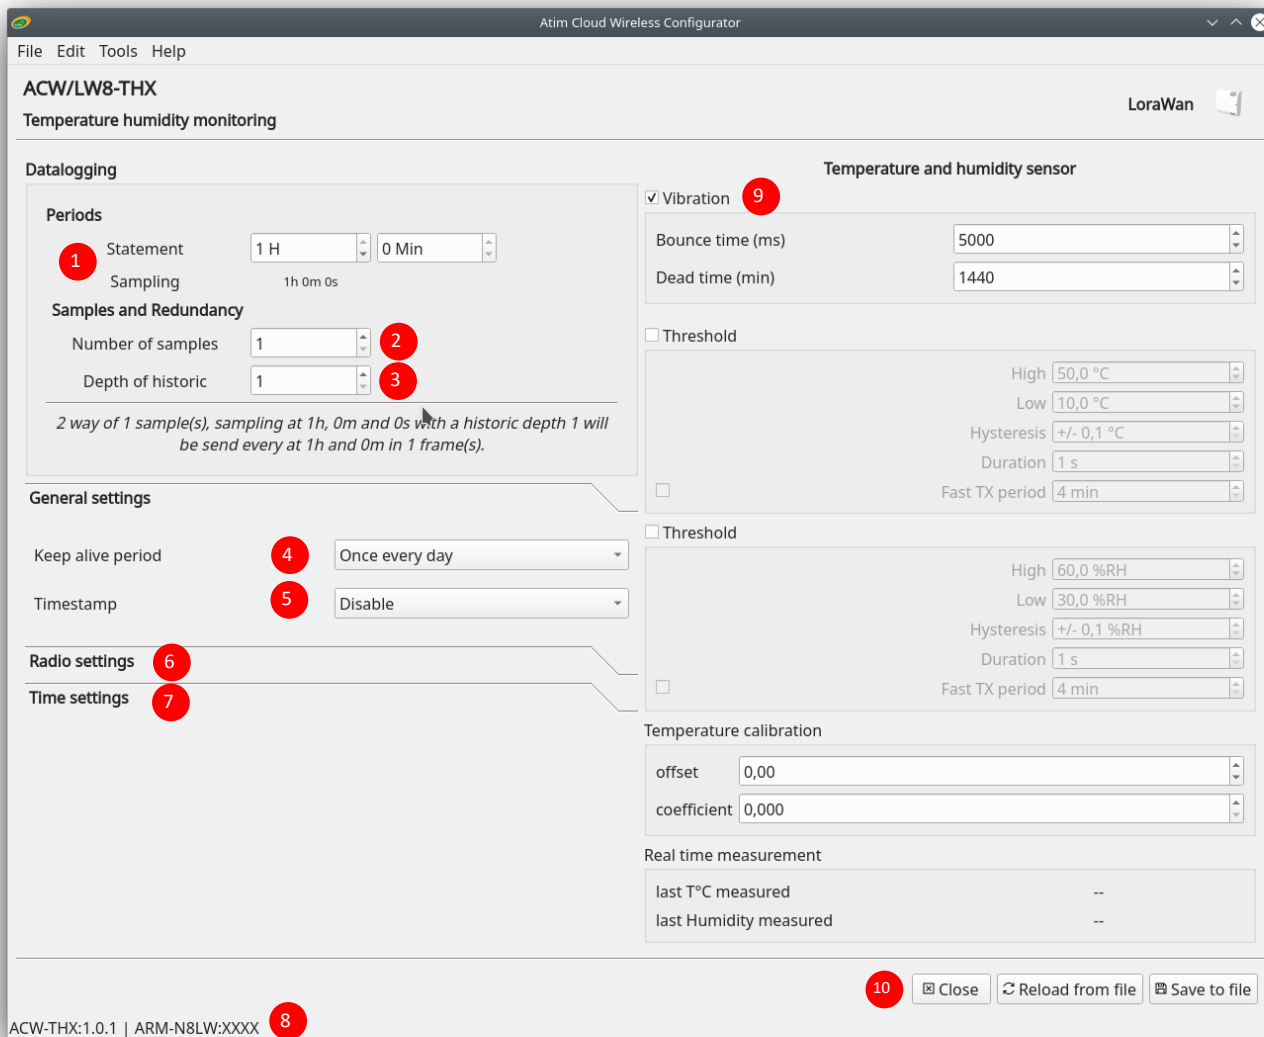 Atim Cloud Wireless Configurator
File Edit Tools Help
ACW/LW8-THX
Temperature humidity monitoring
LoraWan
Datalogging
Periods
1
Statement 1 H 0 Min
Sampling 1h 0m 0s
Samples and Redundancy
Number of samples 1 2
Depth of historic 1 3
2 way of 1 sample(s), sampling at 1h, 0m and 0s with a historic depth 1 will
be send every at 1h and 0m in 1 frame(s).
General settings
Keep alive period 4 Once every day
Timestamp 5 Disable
Radio settings 6
Time settings 7
Temperature and humidity sensor
Vibration 9
Bounce time (ms) 5000
Dead time (min) 1440
Threshold
High 50,0 °C
Low 10,0 °C
Hysteresis +/- 0,1 °C
Duration 1 s
Fast TX period 4 min
Threshold
High 60,0 %RH
Low 30,0 %RH
Hysteresis +/- 0,1 %RH
Duration 1 s
Fast TX period 4 min
Temperature calibration
offset 0,00
coefficient 0,000
Real time measurement
last T°C measured --
last Humidity measured --
10 Close Reload from file Save to file
ACW-THX:1.0.1 | ARM-N8LW:XXXX 8